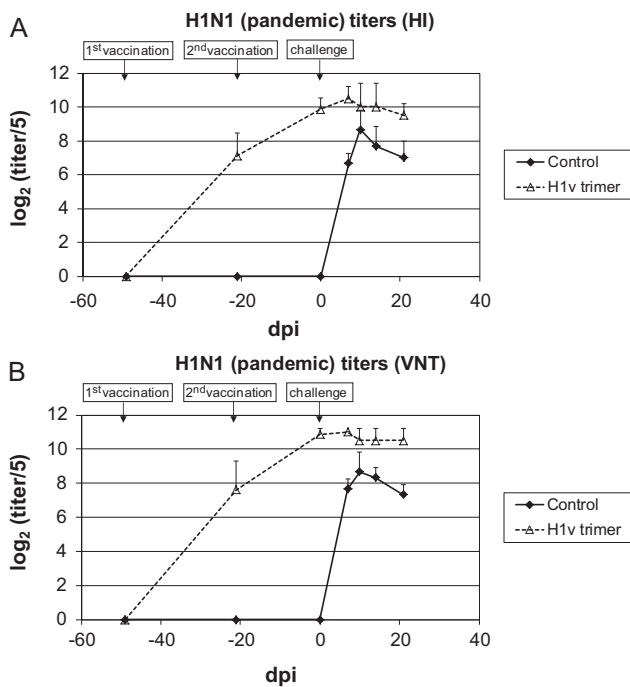 A
H1N1 (pandemic) titers (HI)
1st vaccination
2nd vaccination
challenge
12
10
8
6
4
2
0
log2 (titer/5)
-60 -40 -20 0 20 40
dpi
Control
H1v trimer
B
H1N1 (pandemic) titers (VNT)
1st vaccination
2nd vaccination
challenge
12
10
8
6
4
2
0
log2 (titer/5)
-60 -40 -20 0 20 40
dpi
Control
H1v trimer